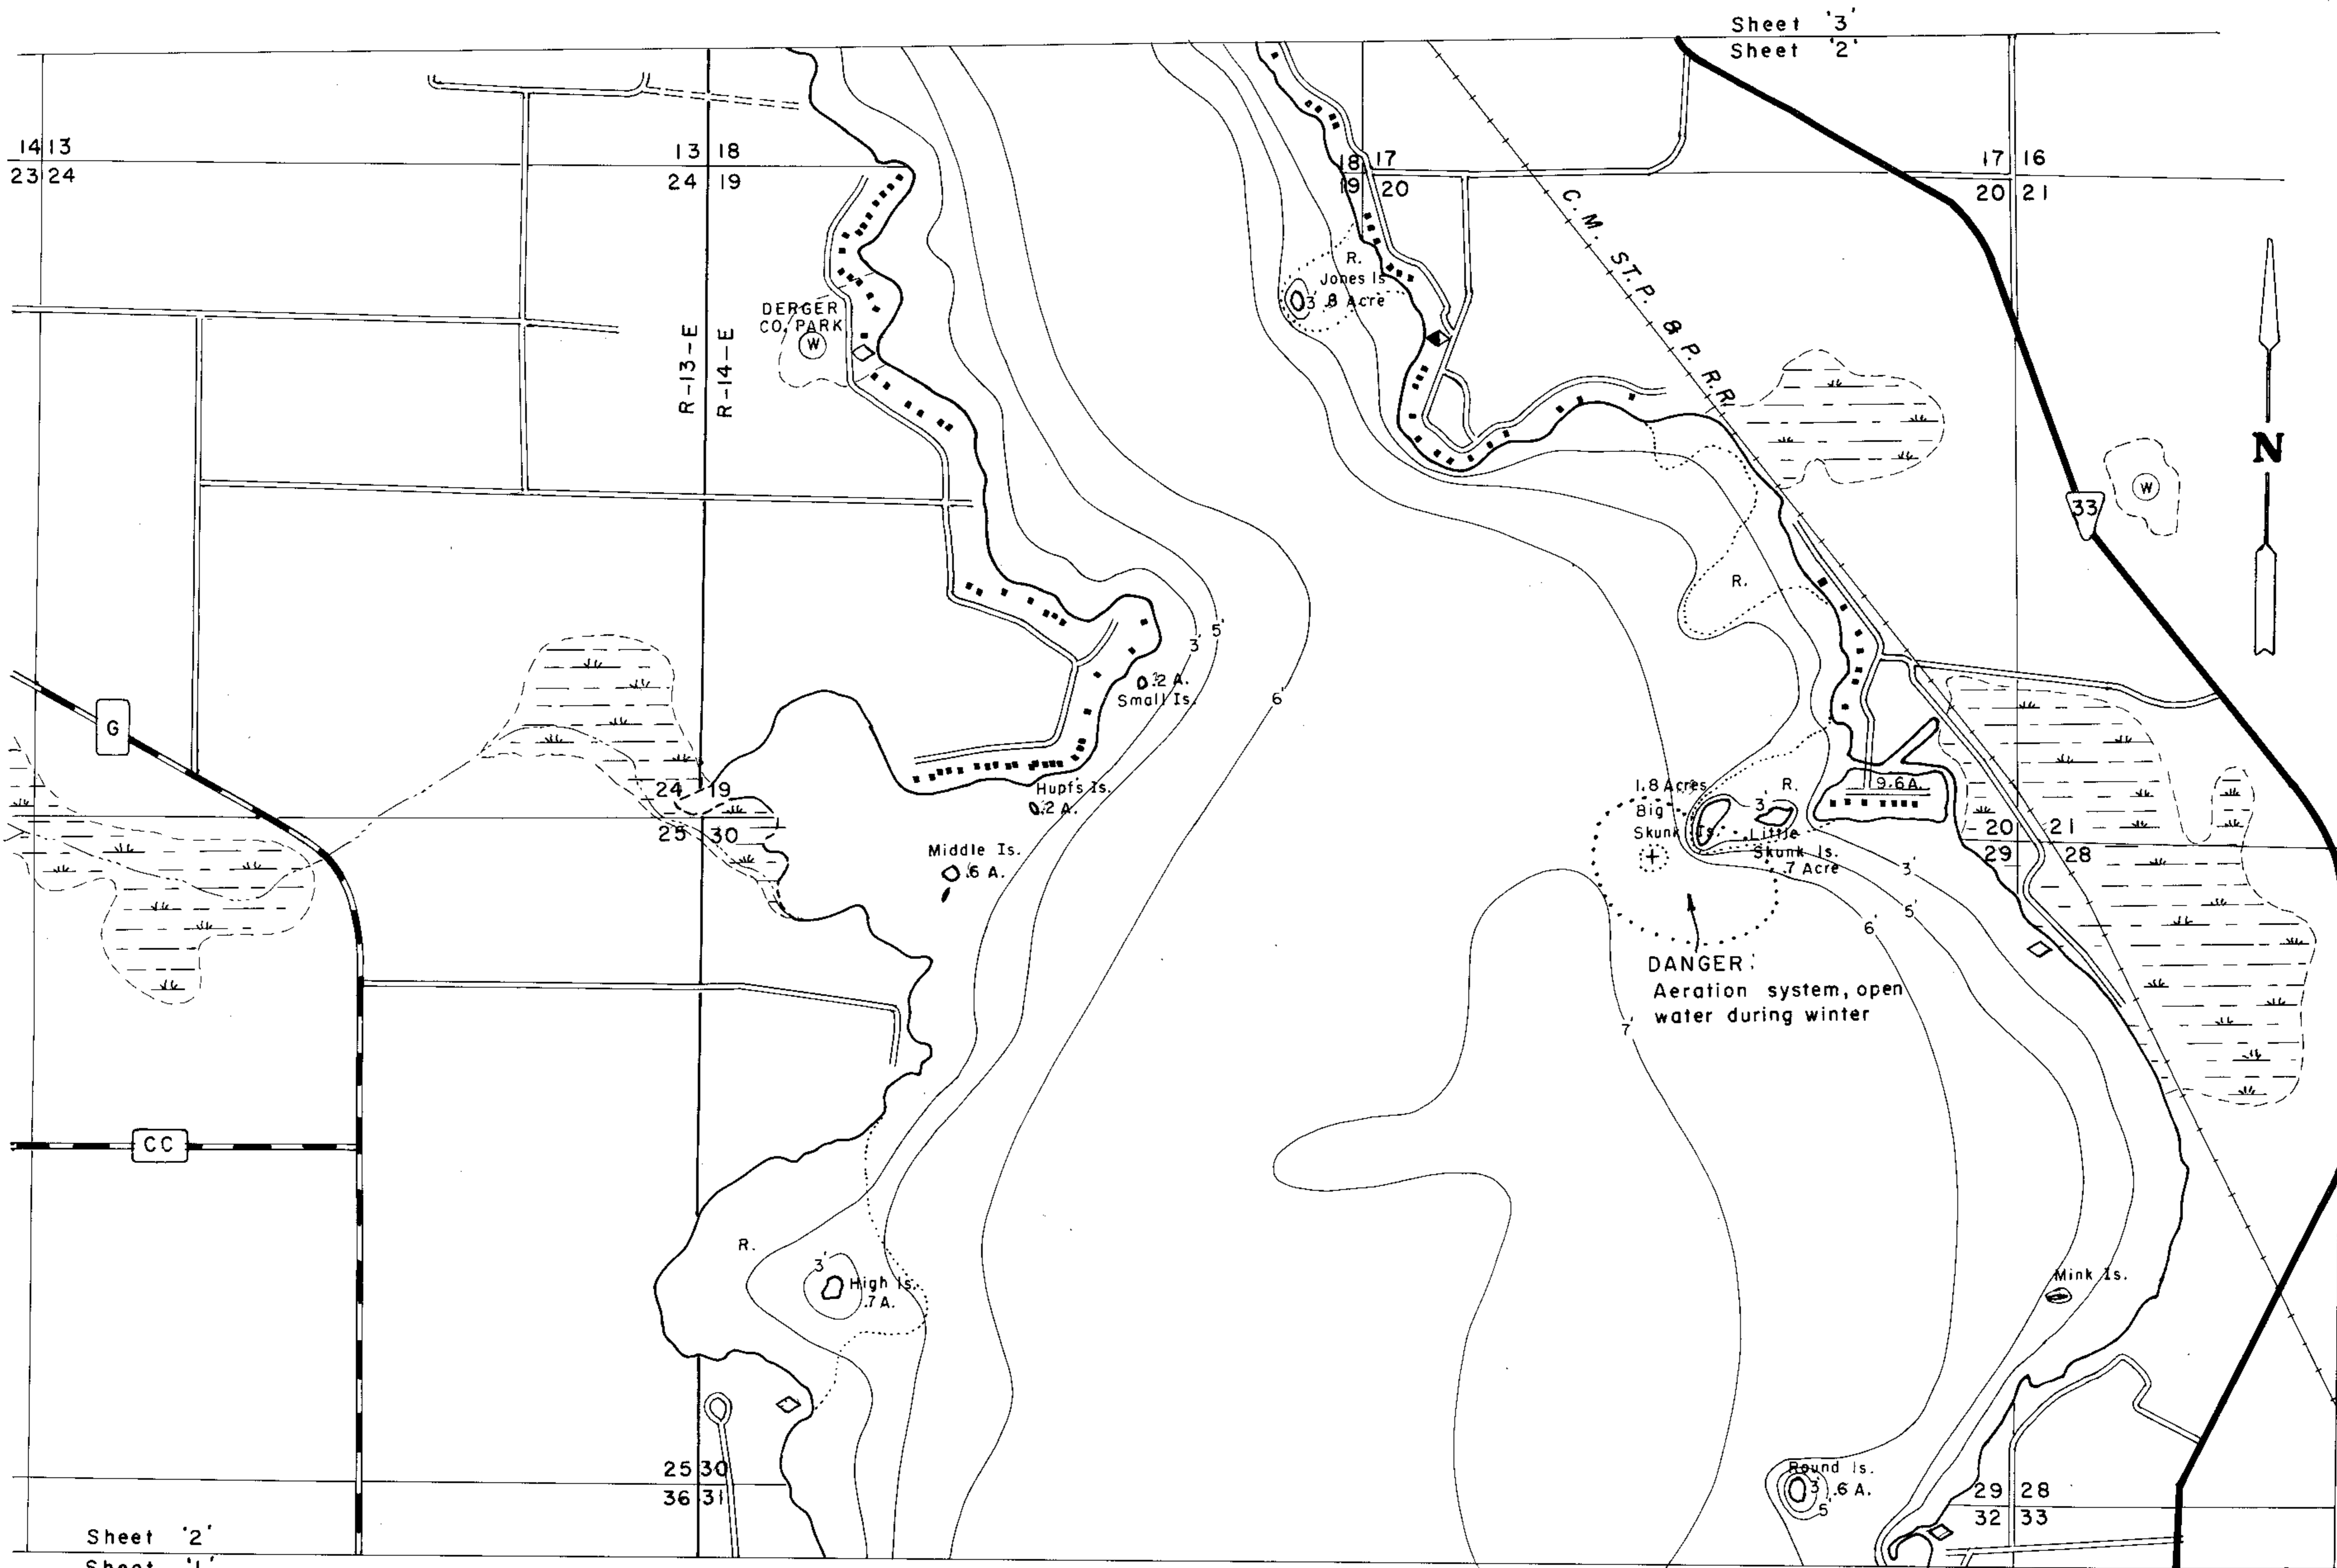 Sheet '3'
Sheet '2'
14 13
23 24
13 18
24 19
18 17
19 20
17 16
20 21
C. M. ST. P. & P. R.R.
R.
Jones Is
3' .8 Acre
DERGER
CO. PARK
W
R-13-E
R-14-E
N
W
33
R.
3'
5'
6'
.2 A.
Small Is.
G
24 19
25 30
Hupfs Is.
.2 A.
Middle Is.
.6 A.
1.8 Acres
Big
Skunk Is.
3'
R.
Little
Skunk Is.
.7 Acre
9.6 A.
20 21
29 28
3'
5'
6'
DANGER:
Aeration system, open
water during winter
7'
CC
R.
3'
High Is.
.7 A.
Mink Is.
25 30
36 31
Round Is.
3' .6 A.
5'
29 28
32 33
Sheet '2'
Sheet '1'